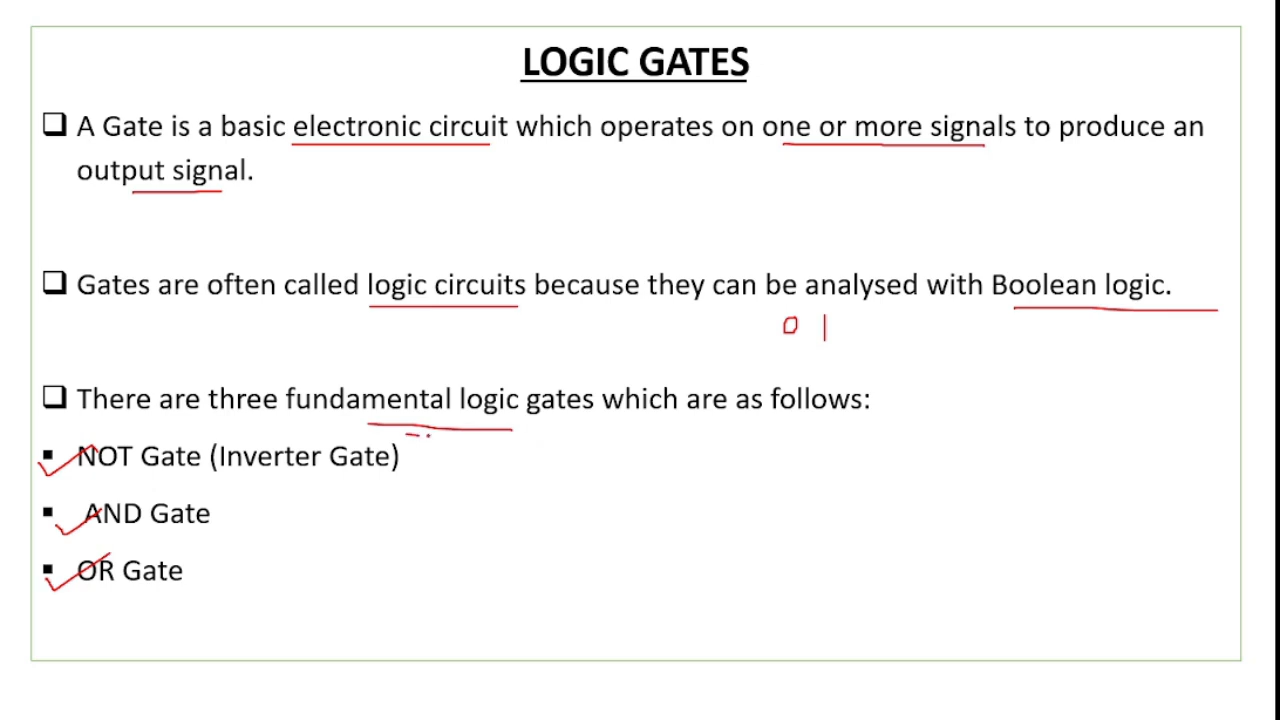 LOGIC GATES
A Gate is a basic electronic circuit which operates on one or more signals to produce an
output signal.
Gates are often called logic circuits because they can be analysed with Boolean logic.
0 1
There are three fundamental logic gates which are as follows:
NOT Gate (Inverter Gate)
AND Gate
OR Gate